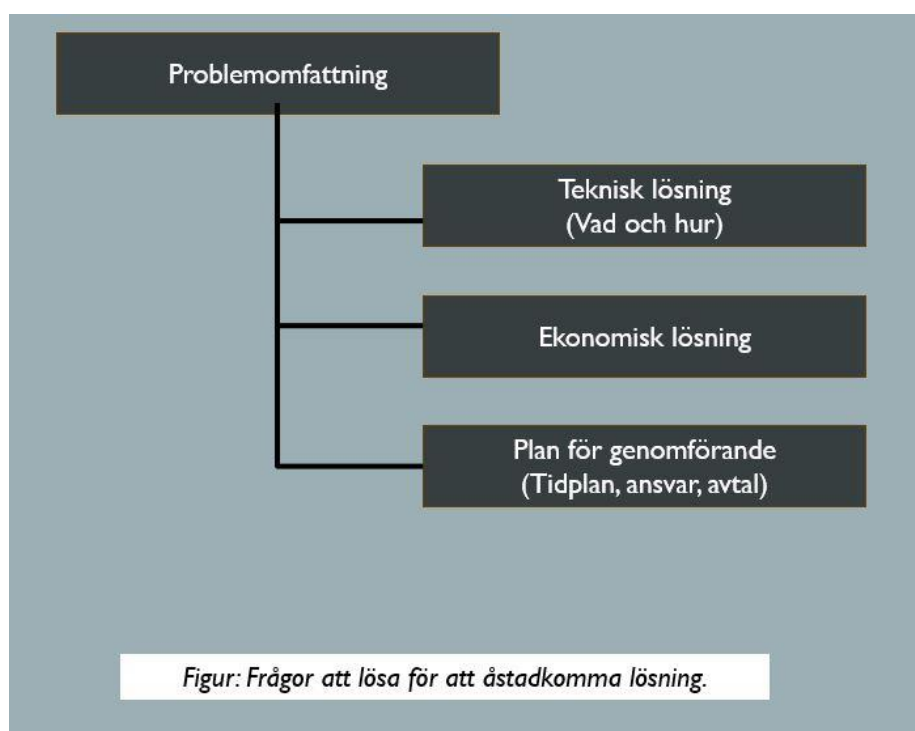 Problemomfattning
Teknisk lösning
(Vad och hur)
Ekonomisk lösning
Plan för genomförande
(Tidplan, ansvar, avtal)
Figur: Frågor att lösa för att åstadkomma lösning.